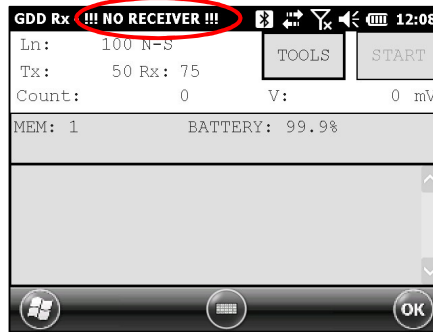 GDD Rx - !!! NO RECEIVER !!! 12:08
Ln: 100 N-S
TOOLS START
Tx: 50 Rx: 75
Count: 0 V: 0 mV
MEM: 1 BATTERY: 99.9%
OK